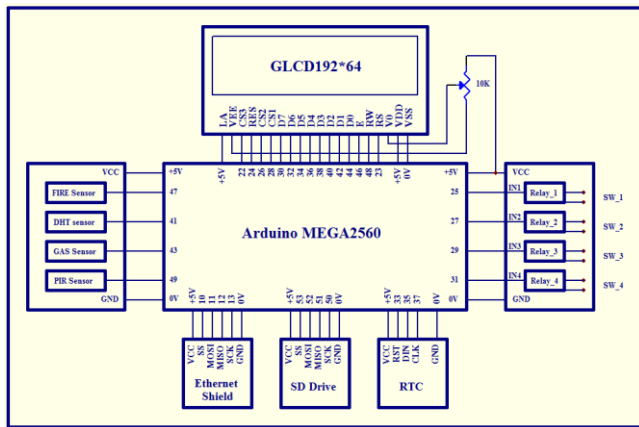 GLCD192*64
10K
LA VEE CS3 RES CS2 CS1 D7 D6 D5 D4 D3 D2 D1 D0 E RW RS V0 VDD VSS
+5V 22 24 26 28 30 32 34 36 38 40 42 44 46 48 23 +5V 0V
VCC +5V +5V VCC
FIRE Sensor 47 25 IN1 Relay_1 SW_1
DHT sensor 41 27 IN2 Relay_2 SW_2
Arduino MEGA2560
GAS Sensor 43 29 IN3 Relay_3 SW_3
PIR Sensor 49 31 IN4 Relay_4 SW_4
GND 0V 0V GND
+5V 10 11 12 13 0V +5V 53 52 51 50 0V +5V 33 35 37 0V
VCC SS MOSI MISO SCK GND VCC SS MOSI MISO SCK GND VCC RST DIN CLK GND
Ethernet
Shield
SD Drive
RTC